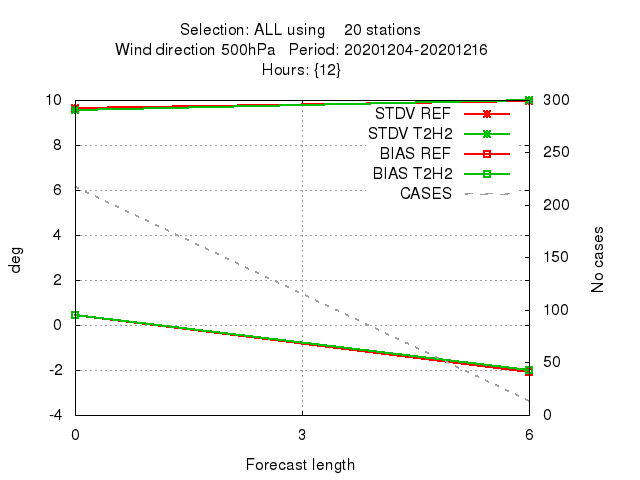 Selection: ALL using 20 stations
Wind direction 500hPa Period: 20201204-20201216
Hours: {12}
STDV REF
STDV T2H2
BIAS REF
BIAS T2H2
CASES
10
8
6
4
2
0
-2
-4
300
250
200
150
100
50
0
0
3
6
deg
No cases
Forecast length